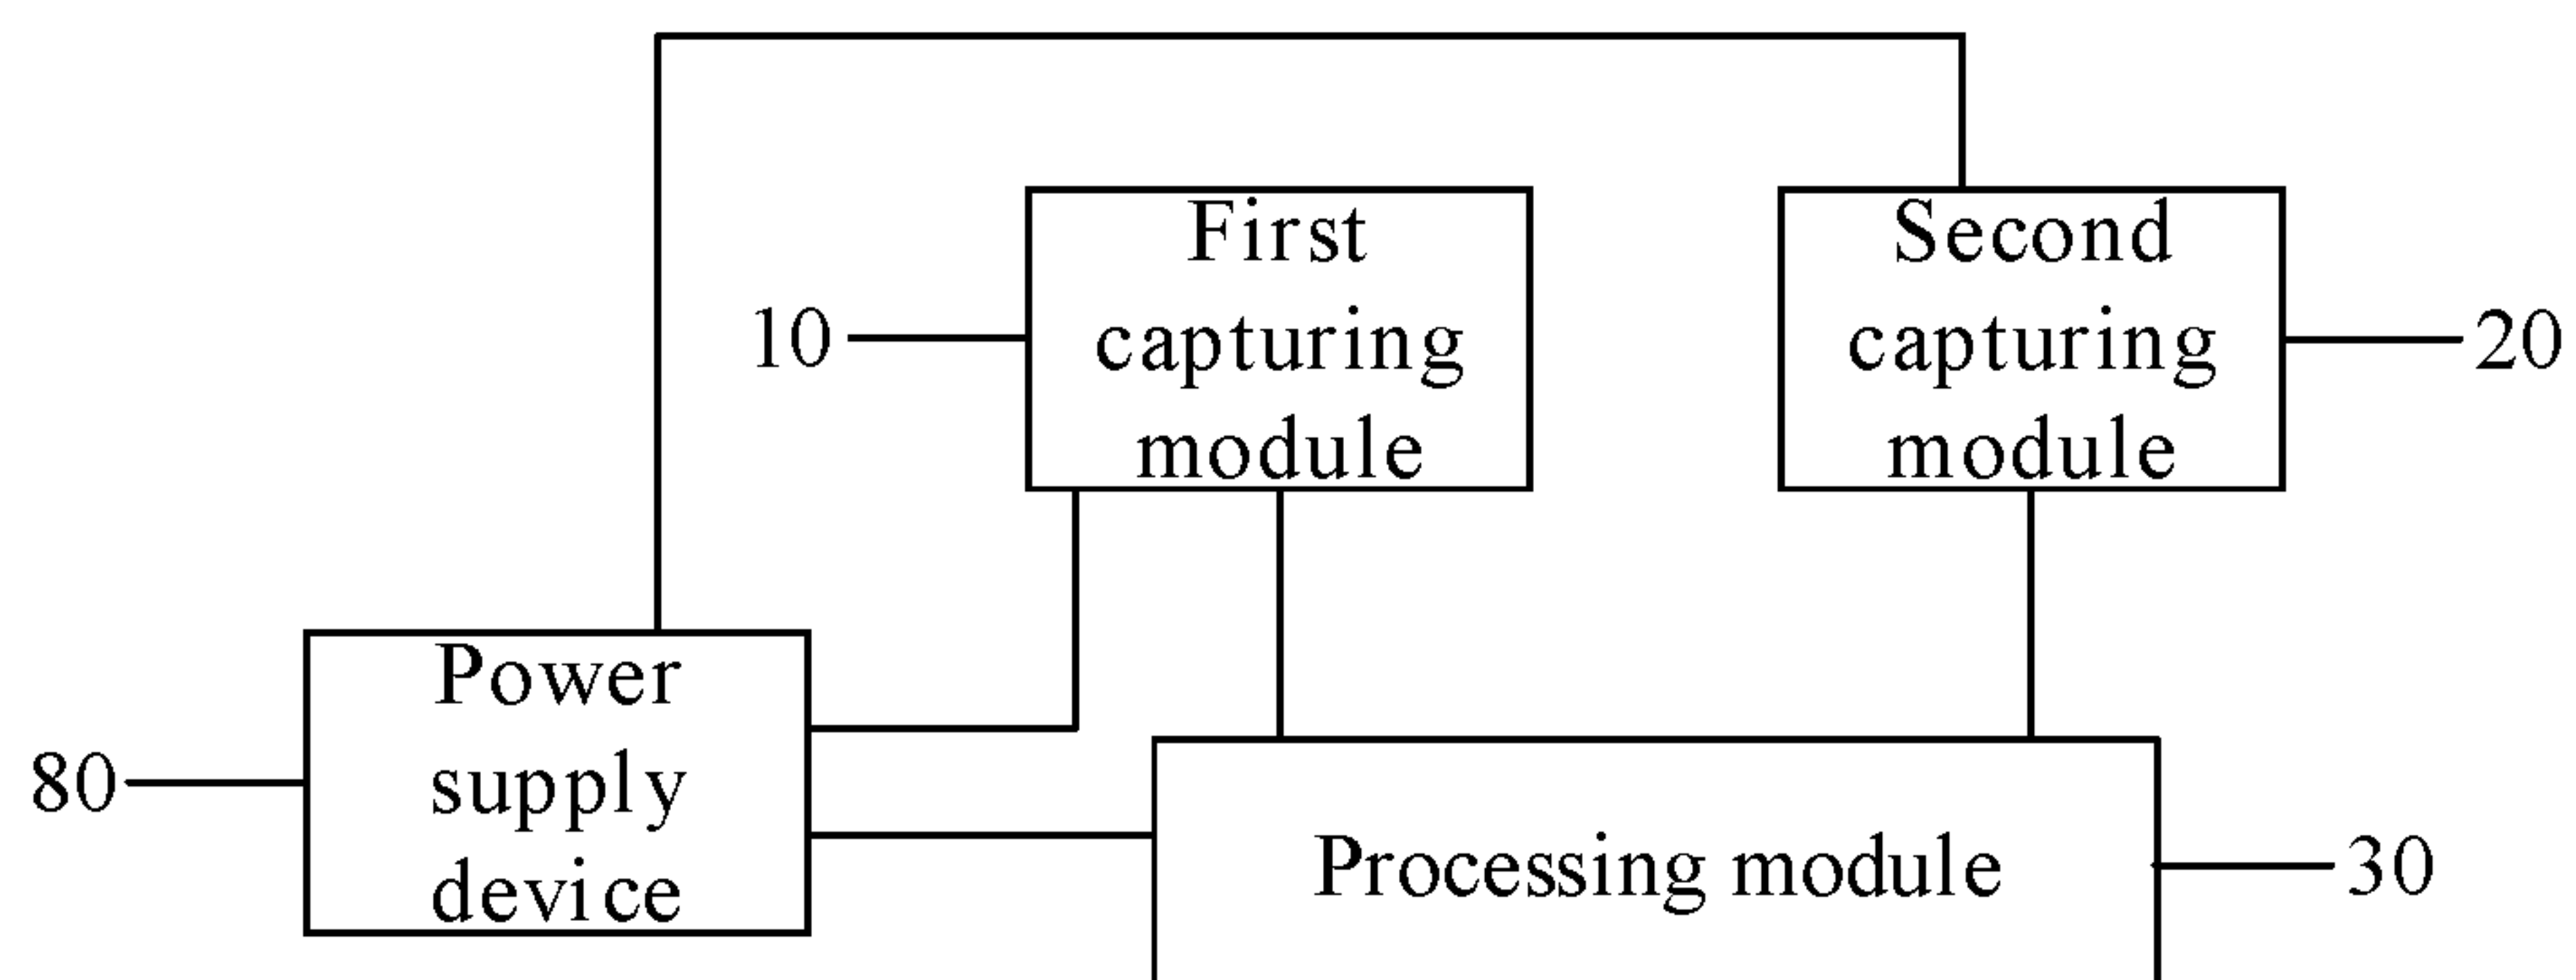 First
capturing
module
10
Second
capturing
module
20
Power
supply
device
80
Processing module
30